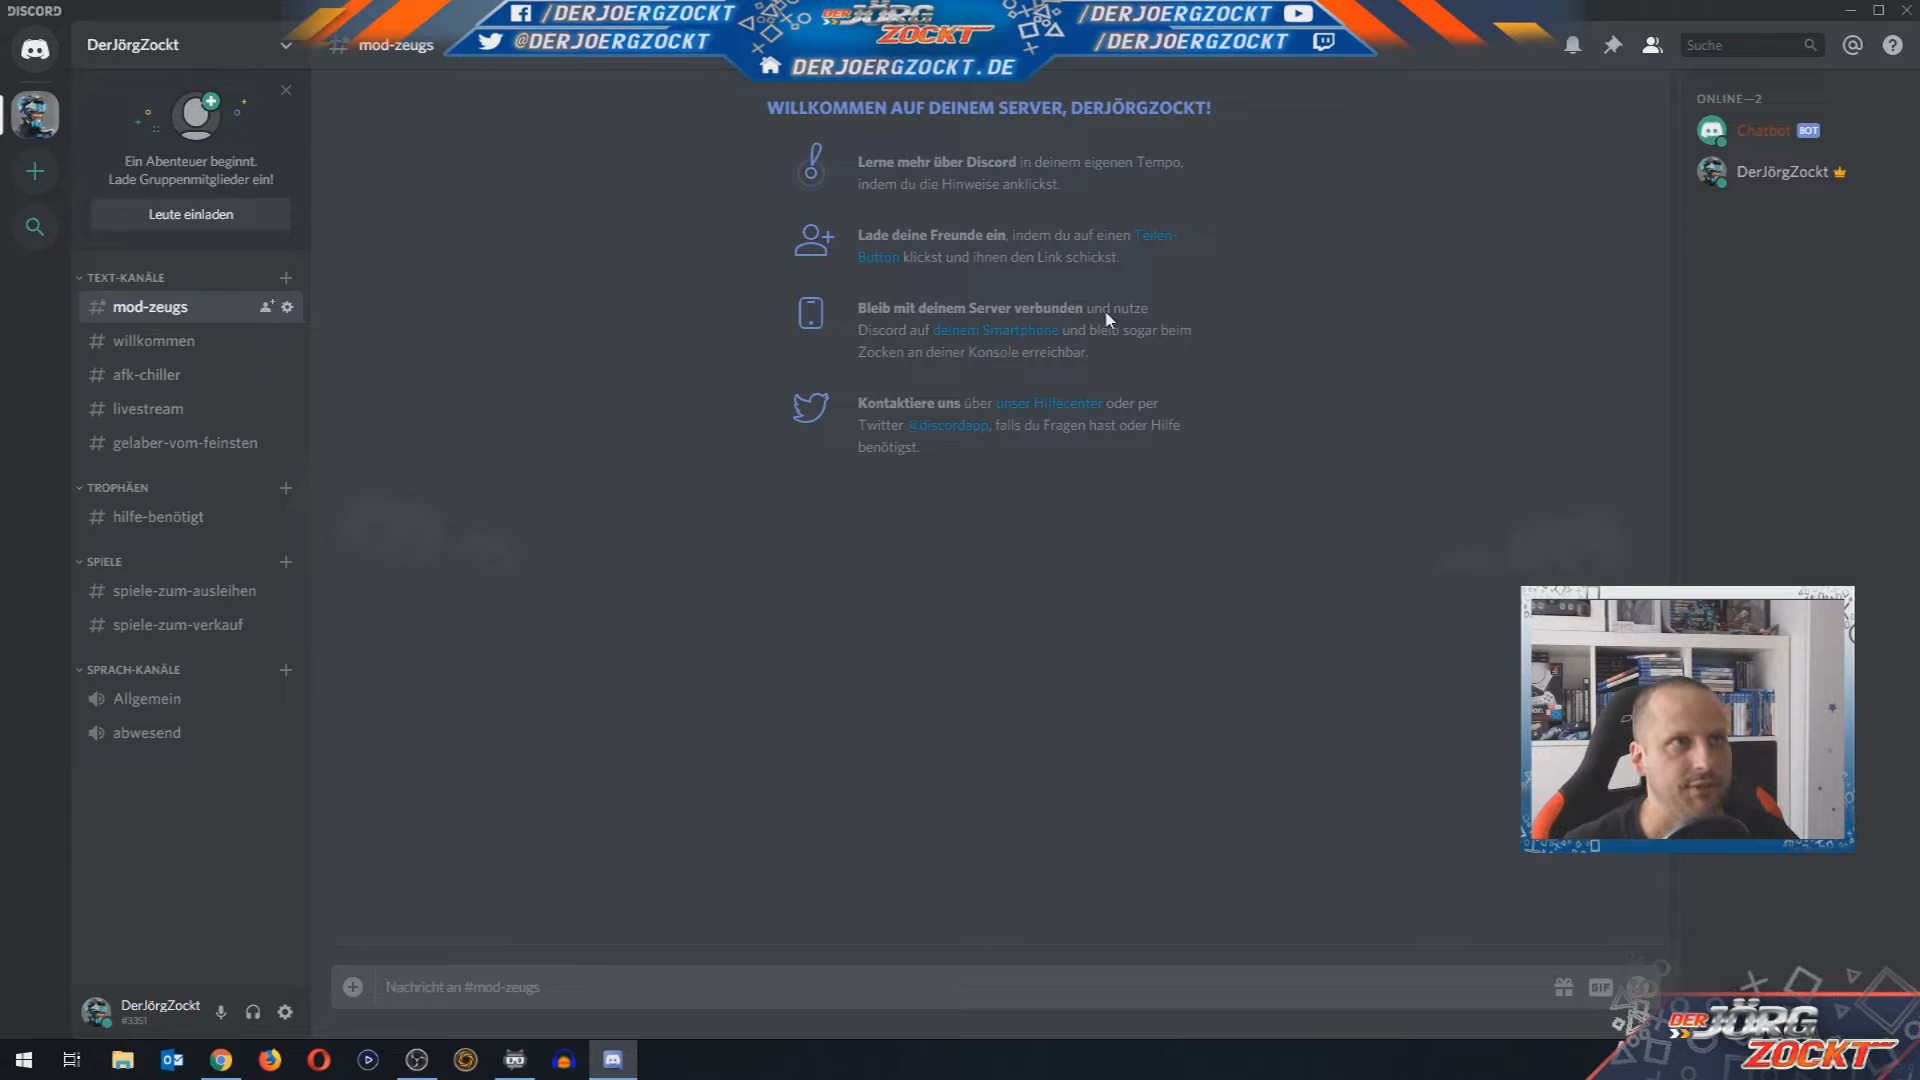 DISCORD
/DERJOERGZOCKT
@DERJOERGZOCKT
DER JÖRG ZOCKT
/DERJOERGZOCKT
/DERJOERGZOCKT
DERJOERGZOCKT.DE
DerJörgZockt
mod-zeugs
Suche
Ein Abenteuer beginnt.
Lade Gruppenmitglieder ein!
Leute einladen
TEXT-KANÄLE
mod-zeugs
willkommen
afk-chiller
livestream
gelaber-vom-feinsten
TROPHÄEN
hilfe-benötigt
SPIELE
spiele-zum-ausleihen
spiele-zum-verkauf
SPRACH-KANÄLE
Allgemein
abwesend
DerJörgZockt
#3351
WILLKOMMEN AUF DEINEM SERVER, DERJÖRGZOCKT!
Lerne mehr über Discord in deinem eigenen Tempo,
indem du die Hinweise anklickst.
Lade deine Freunde ein, indem du auf einen Teilen-
Button klickst und ihnen den Link schickst.
Bleib mit deinem Server verbunden und nutze
Discord auf deinem Smartphone und bleib sogar beim
Zocken an deiner Konsole erreichbar.
Kontaktiere uns über unser Hilfecenter oder per
Twitter @discordapp, falls du Fragen hast oder Hilfe
benötigst.
Nachricht an #mod-zeugs
GIF
ONLINE—2
Chatbot BOT
DerJörgZockt
DER JÖRG
ZOCKT